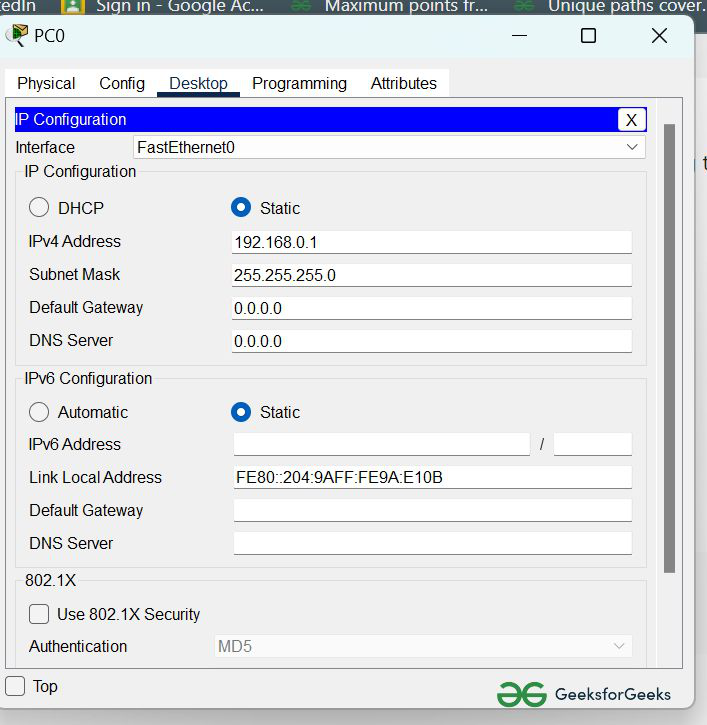 edIn Sign in - Google Ac... Maximum points fr... Unique paths cover.
PC0
Physical Config Desktop Programming Attributes
IP Configuration X
Interface FastEthernet0
IP Configuration
DHCP Static
IPv4 Address 192.168.0.1
Subnet Mask 255.255.255.0
Default Gateway 0.0.0.0
DNS Server 0.0.0.0
IPv6 Configuration
Automatic Static
IPv6 Address /
Link Local Address FE80::204:9AFF:FE9A:E10B
Default Gateway
DNS Server
802.1X
Use 802.1X Security
Authentication MD5
Top
GeeksforGeeks